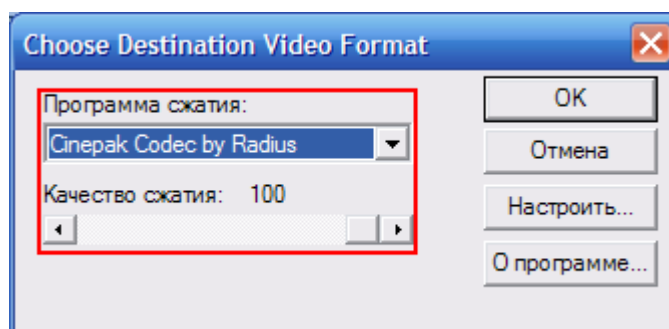 Choose Destination Video Format
Программа сжатия:
Cinepak Codec by Radius
Качество сжатия: 100
OK
Отмена
Настроить...
О программе...